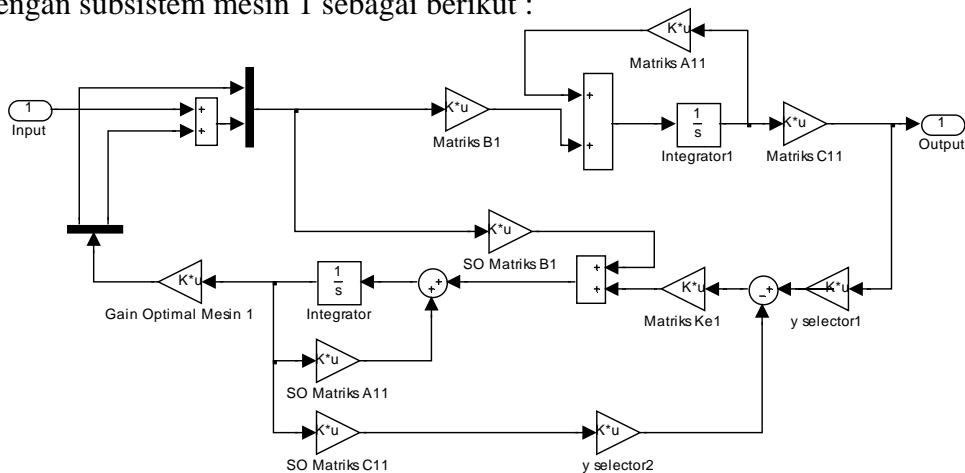 engan subsistem mesin 1 sebagai berikut :
K*u
Matriks A11
1
Input
+
+
K*u
Matriks B1
+
+
1
s
Integrator1
K*u
Matriks C11
1
Output
K*u
SO Matriks B1
K*u
Gain Optimal Mesin 1
1
s
Integrator
+
+
+
+
K*u
Matriks Ke1
+
−
K*u
y selector1
K*u
SO Matriks A11
K*u
SO Matriks C11
K*u
y selector2